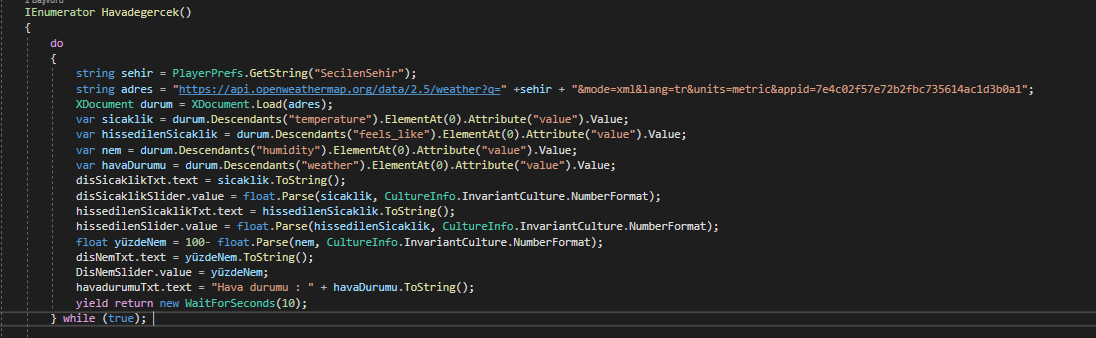 1 başvuru
IEnumerator Havadegercek()
{
do
{
string sehir = PlayerPrefs.GetString("SecilenSehir");
string adres = "https://api.openweathermap.org/data/2.5/weather?q=" +sehir + "&mode=xml&lang=tr&units=metric&appid=7e4c02f57e72b2fbc735614ac1d3b0a1";
XDocument durum = XDocument.Load(adres);
var sicaklik = durum.Descendants("temperature").ElementAt(0).Attribute("value").Value;
var hissedilenSicaklik = durum.Descendants("feels_like").ElementAt(0).Attribute("value").Value;
var nem = durum.Descendants("humidity").ElementAt(0).Attribute("value").Value;
var havaDurumu = durum.Descendants("weather").ElementAt(0).Attribute("value").Value;
disSicaklikTxt.text = sicaklik.ToString();
disSicaklikSlider.value = float.Parse(sicaklik, CultureInfo.InvariantCulture.NumberFormat);
hissedilenSicaklikTxt.text = hissedilenSicaklik.ToString();
hissedilenSlider.value = float.Parse(hissedilenSicaklik, CultureInfo.InvariantCulture.NumberFormat);
float yüzdeNem = 100- float.Parse(nem, CultureInfo.InvariantCulture.NumberFormat);
disNemTxt.text = yüzdeNem.ToString();
DisNemSlider.value = yüzdeNem;
havadurumuTxt.text = "Hava durumu : " + havaDurumu.ToString();
yield return new WaitForSeconds(10);
} while (true);